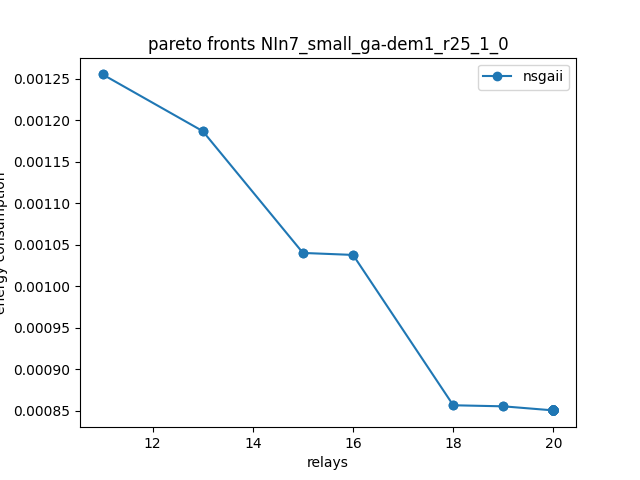 pareto fronts NIn7_small_ga-dem1_r25_1_0
nsgaii
0.00125
0.00120
0.00115
0.00110
0.00105
0.00100
0.00095
0.00090
0.00085
energy consumption
12 14 16 18 20
relays